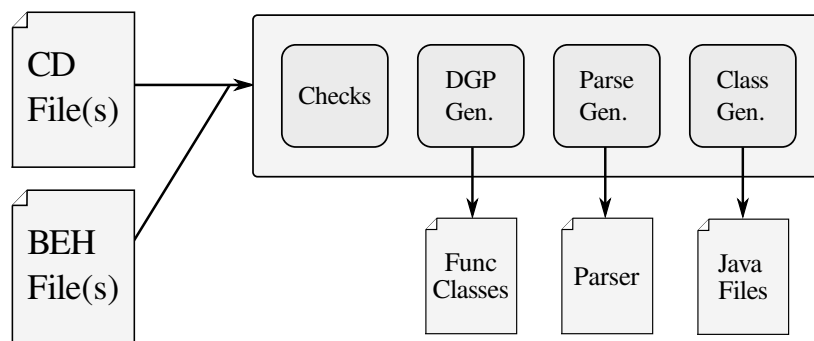 CD
File(s)
Checks
DGP
Gen.
Parse
Gen.
Class
Gen.
BEH
File(s)
Func
Classes
Parser
Java
Files